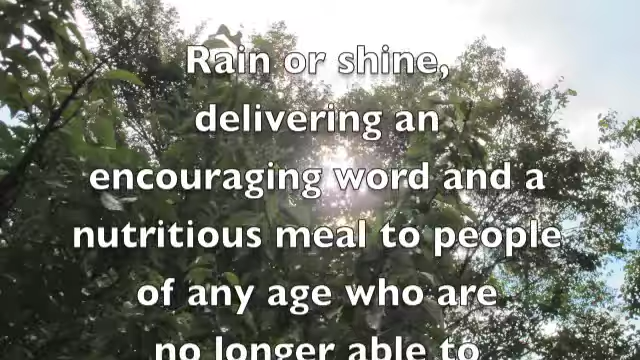 Rain or shine,
delivering an
encouraging word and a
nutritious meal to people
of any age who are
no longer able to